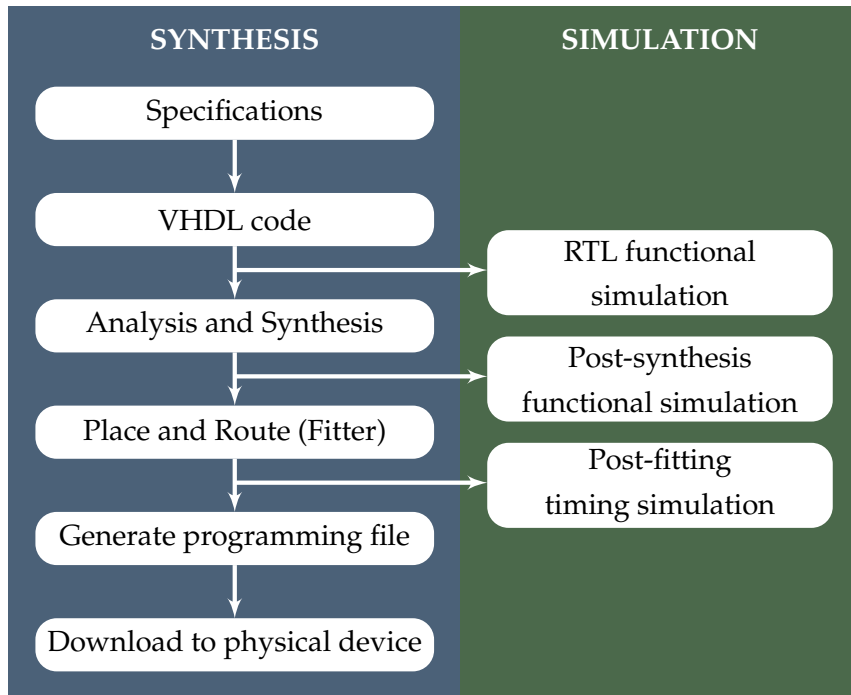 SYNTHESIS
SIMULATION
Specifications
VHDL code
RTL functional
simulation
Analysis and Synthesis
Post-synthesis
functional simulation
Place and Route (Fitter)
Post-fitting
timing simulation
Generate programming file
Download to physical device